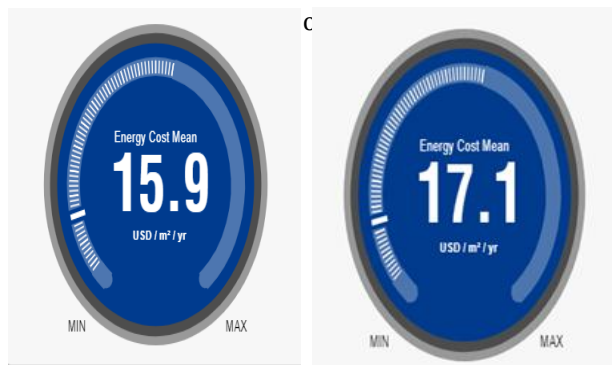 Energy Cost Mean
15.9
USD / m² / yr
MIN MAX
Energy Cost Mean
17.1
USD / m² / yr
MIN MAX